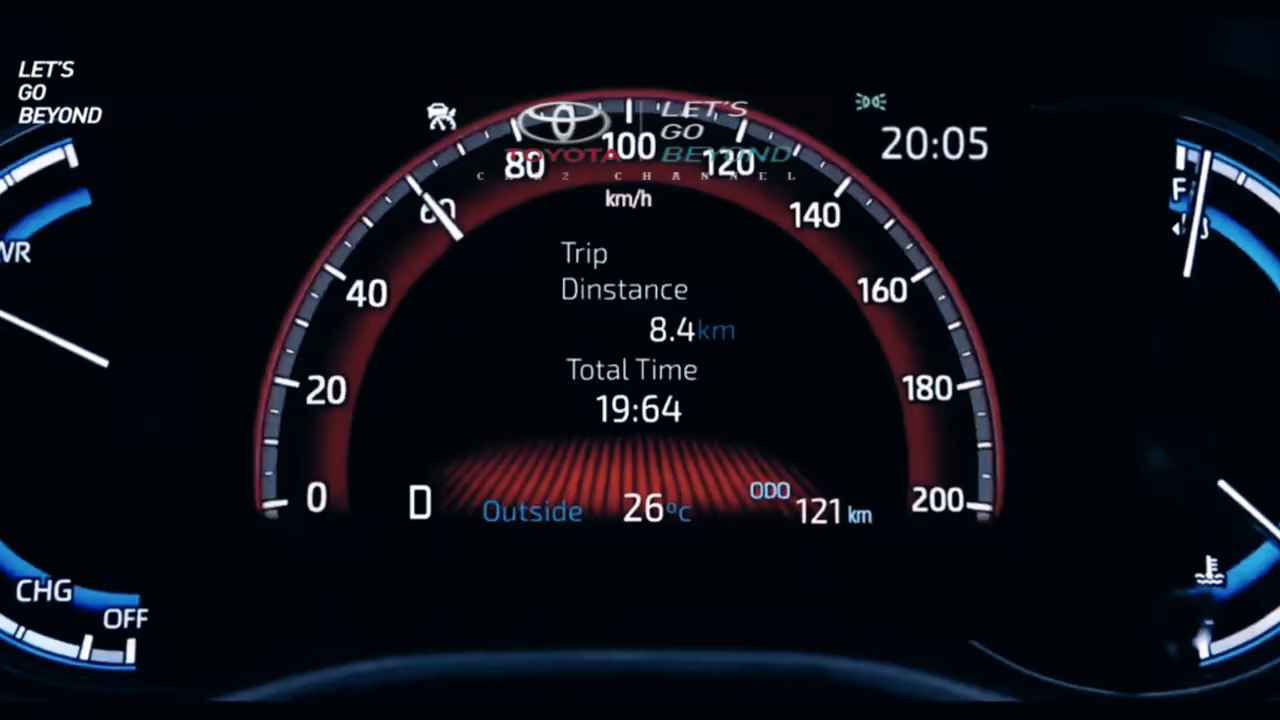 LET'S
GO
BEYOND
LET'S
GO
BEYOND
TOYOTA
CHANNEL
20:05
80
100
120
km/h
60
140
40
160
20
180
0
200
Trip
Dinstance
8.4km
Total Time
19:64
D
Outside
26°c
ODO
121 km
F
CHG
OFF